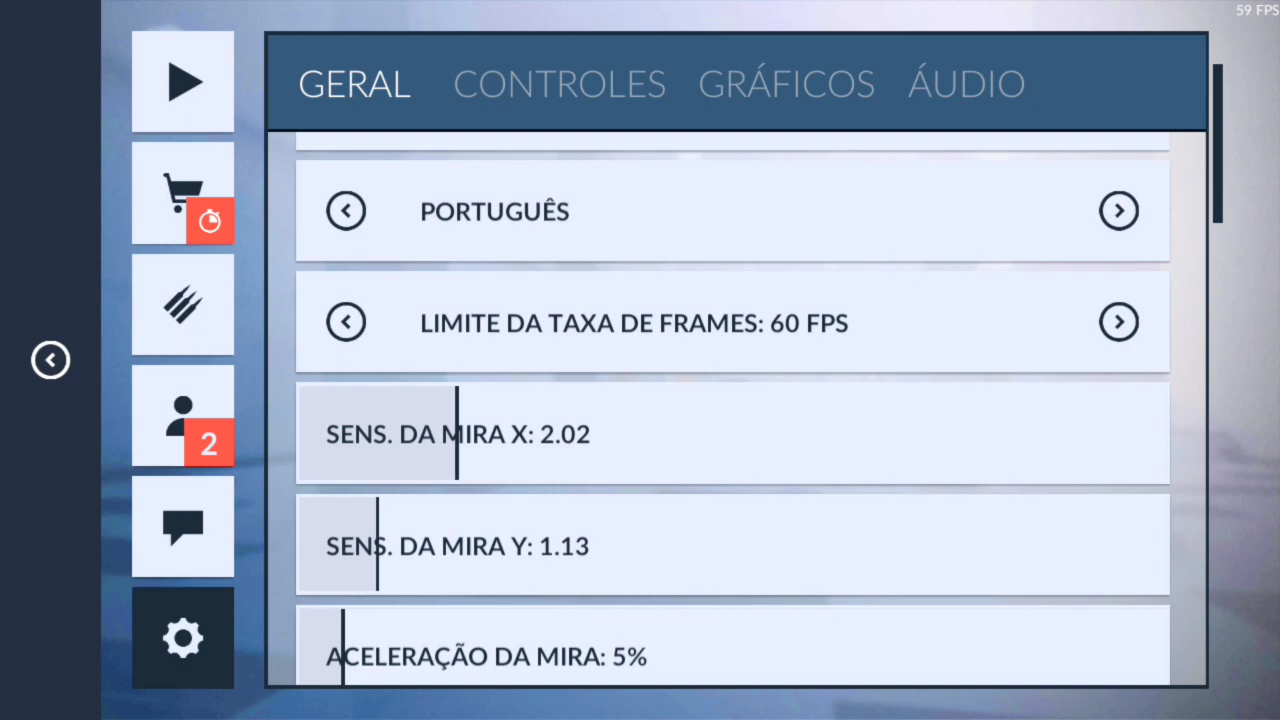 59 FPS
GERAL CONTROLES GRÁFICOS ÁUDIO
PORTUGUÊS
LIMITE DA TAXA DE FRAMES: 60 FPS
SENS. DA MIRA X: 2.02
2
SENS. DA MIRA Y: 1.13
ACELERAÇÃO DA MIRA: 5%